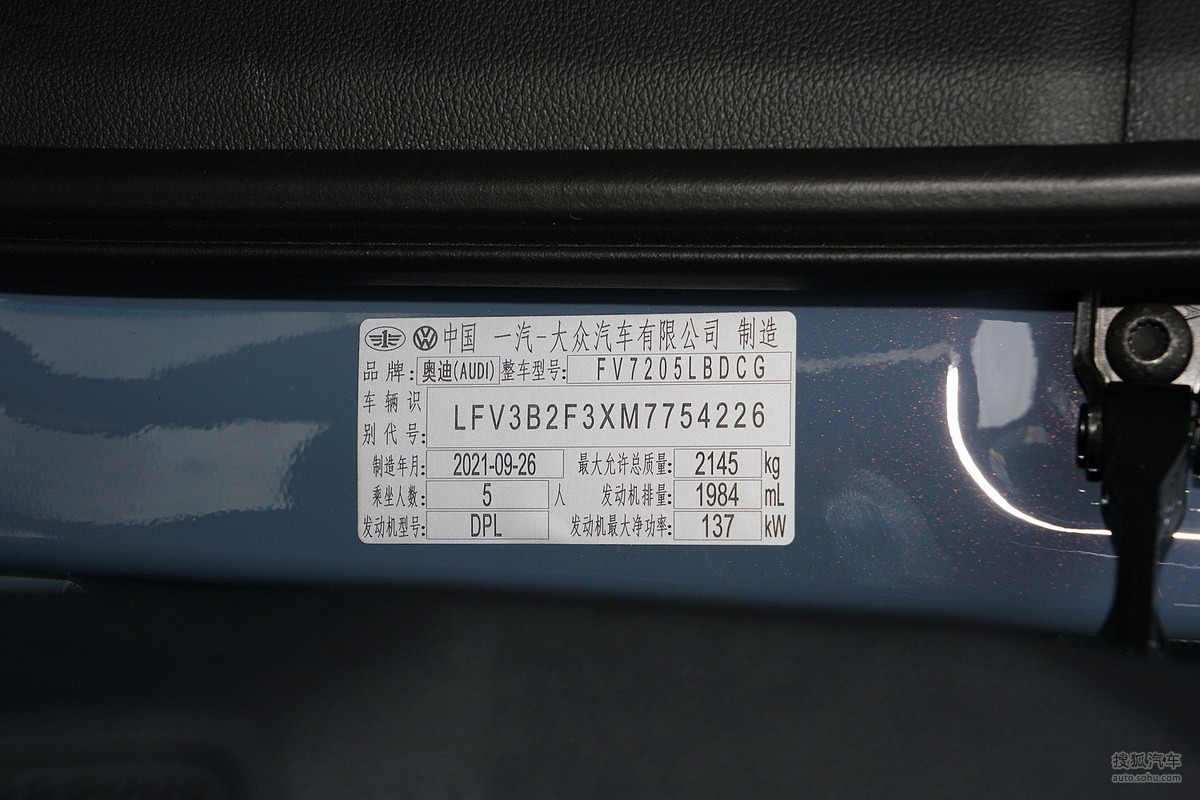 中国 一汽-大众汽车有限公司 制造
品牌: 奥迪(AUDI) 整车型号: FV7205LBDCG
车辆识别代号: LFV3B2F3XM7754226
制造年月: 2021-09-26 最大允许总质量: 2145 kg
乘坐人数: 5 人 发动机排量: 1984 mL
发动机型号: DPL 发动机最大净功率: 137 kW
搜狐汽车
auto.sohu.com